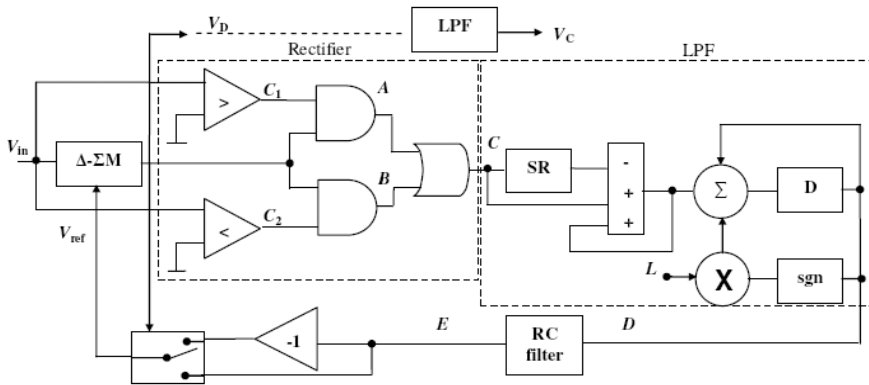 V_D
LPF
V_C
Rectifier
LPF
C_1
A
>
V_in
Δ-ΣM
C
SR
-
+
+
Σ
D
B
C_2
<
V_ref
L
X
sgn
-1
E
RC
filter
D